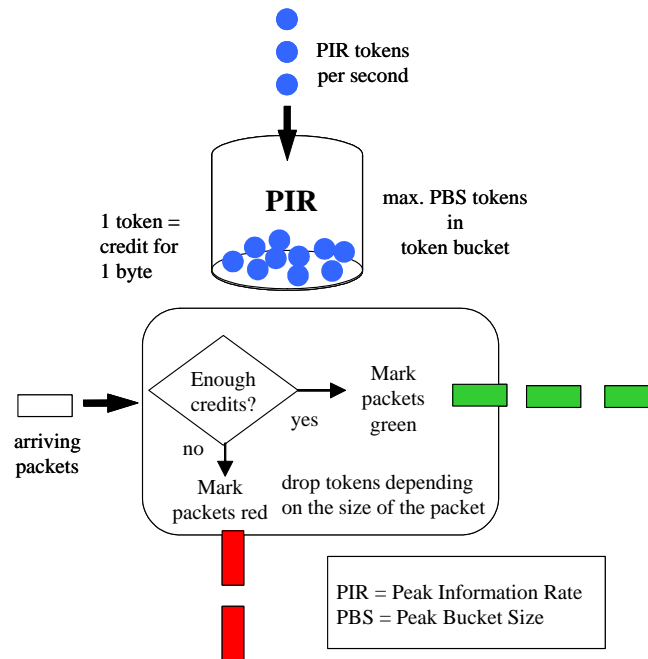 PIR tokens
per second
PIR
max. PBS tokens
in
token bucket
1 token =
credit for
1 byte
Enough
credits?
yes
no
Mark
packets
green
arriving
packets
Mark
packets red
drop tokens depending
on the size of the packet
PIR = Peak Information Rate
PBS = Peak Bucket Size